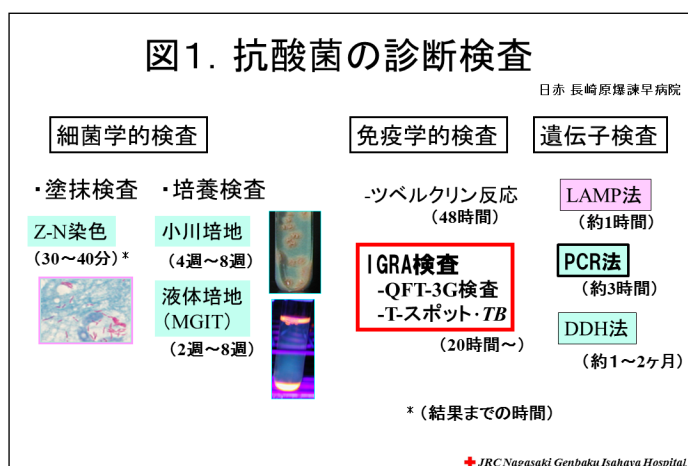 図1. 抗酸菌の診断検査
日赤 長崎原爆諫早病院
細菌学的検査
・塗抹検査
Z-N染色
(30~40分)*
・培養検査
小川培地
(4週~8週)
液体培地
(MGIT)
(2週~8週)
免疫学的検査
-ツベルクリン反応
(48時間)
IGRA検査
-QFT-3G検査
-T-スポット・TB
(20時間~)
遺伝子検査
LAMP法
(約1時間)
PCR法
(約3時間)
DDH法
(約1~2ヶ月)
*(結果までの時間)
JRC Nagasaki Genbaku Isahaya Hospital